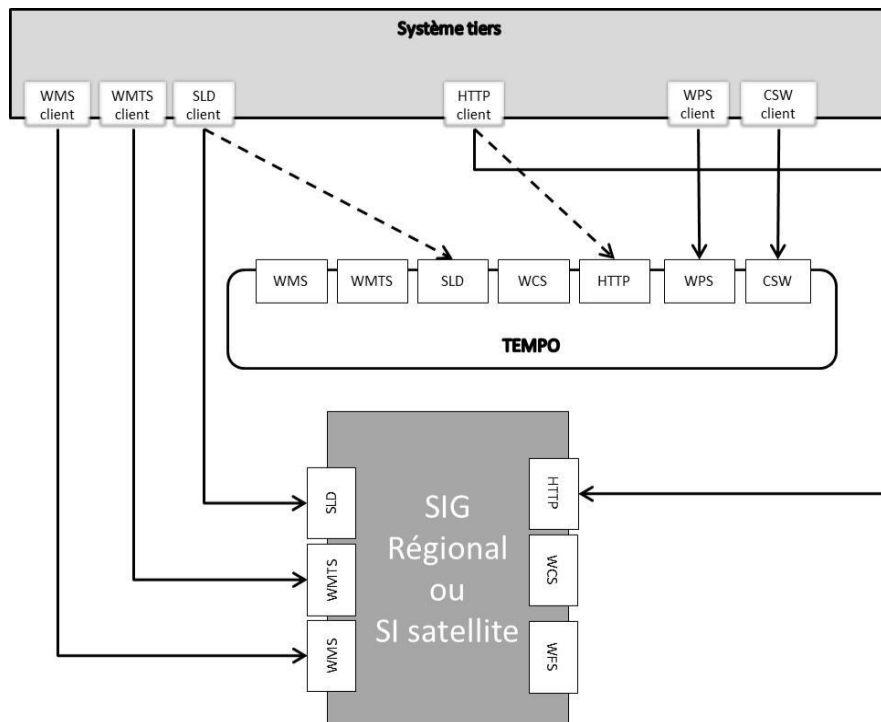 Système tiers
WMS
client
WMTS
client
SLD
client
HTTP
client
WPS
client
CSW
client
WMS
WMTS
SLD
WCS
HTTP
WPS
CSW
TEMPO
SLD
WMTS
WMS
SIG
Régional
ou
SI satellite
HTTP
WCS
WFS